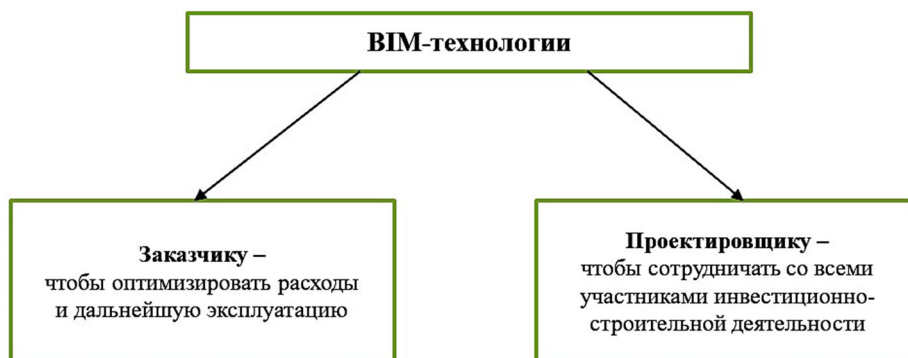 BIM-технологии
Заказчику –
чтобы оптимизировать расходы
и дальнейшую эксплуатацию
Проектировщику –
чтобы сотрудничать со всеми
участниками инвестиционно-
строительной деятельности